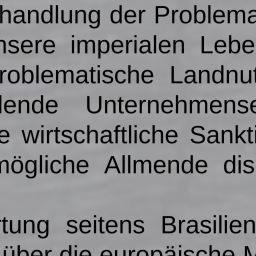 handlung der Problema
nsere imperialen Lebe
roblematische Landnut
dende Unternehmense
e wirtschaftliche Sankti
mögliche Allmende dis
rtung seitens Brasilien
über die europäische M